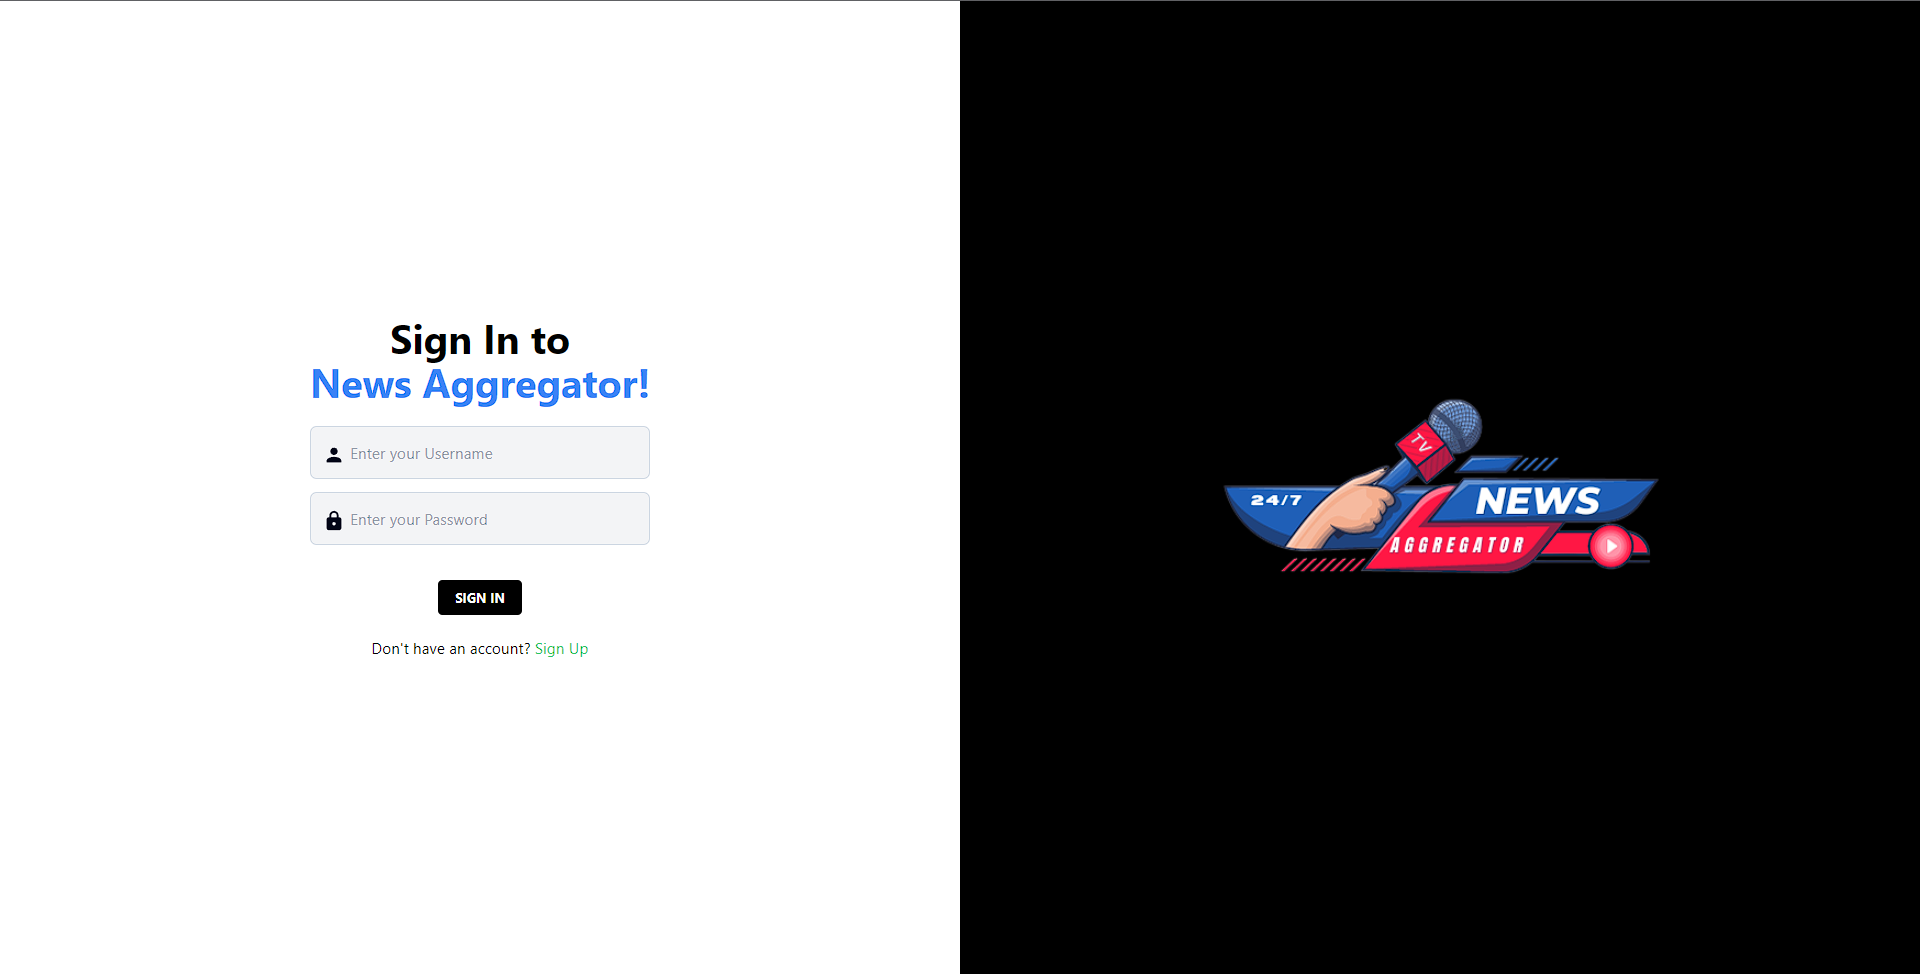 Sign In to
News Aggregator!
Enter your Username
Enter your Password
SIGN IN
Don't have an account? Sign Up
TV
24/7
NEWS
AGGREGATOR